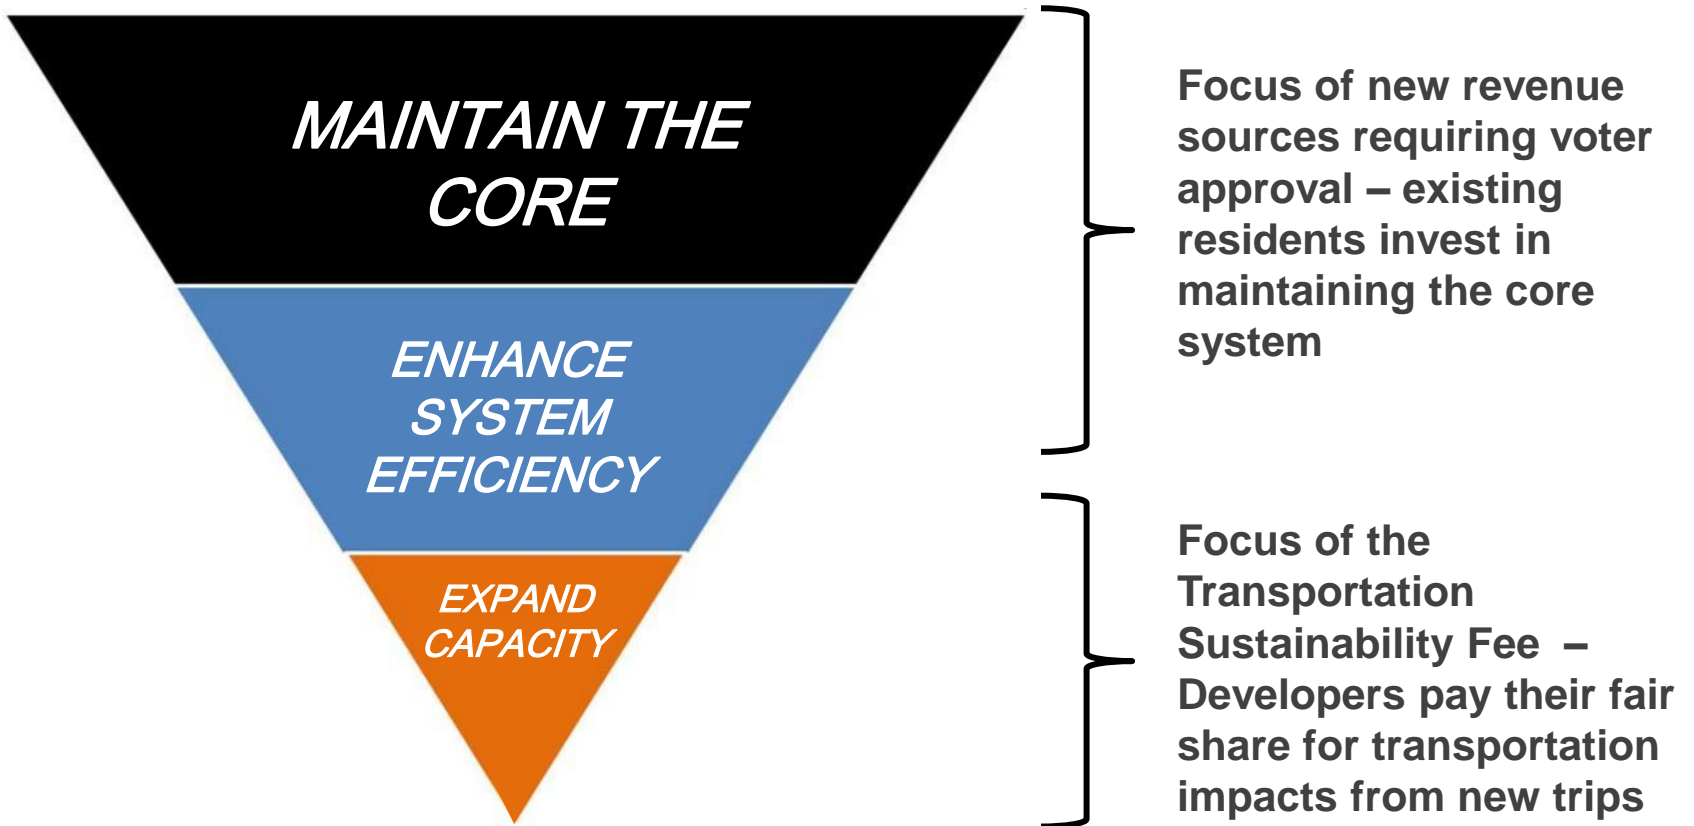 MAINTAIN THE
CORE
ENHANCE
SYSTEM
EFFICIENCY
EXPAND
CAPACITY
Focus of new revenue
sources requiring voter
approval – existing
residents invest in
maintaining the core
system
Focus of the
Transportation
Sustainability Fee –
Developers pay their fair
share for transportation
impacts from new trips